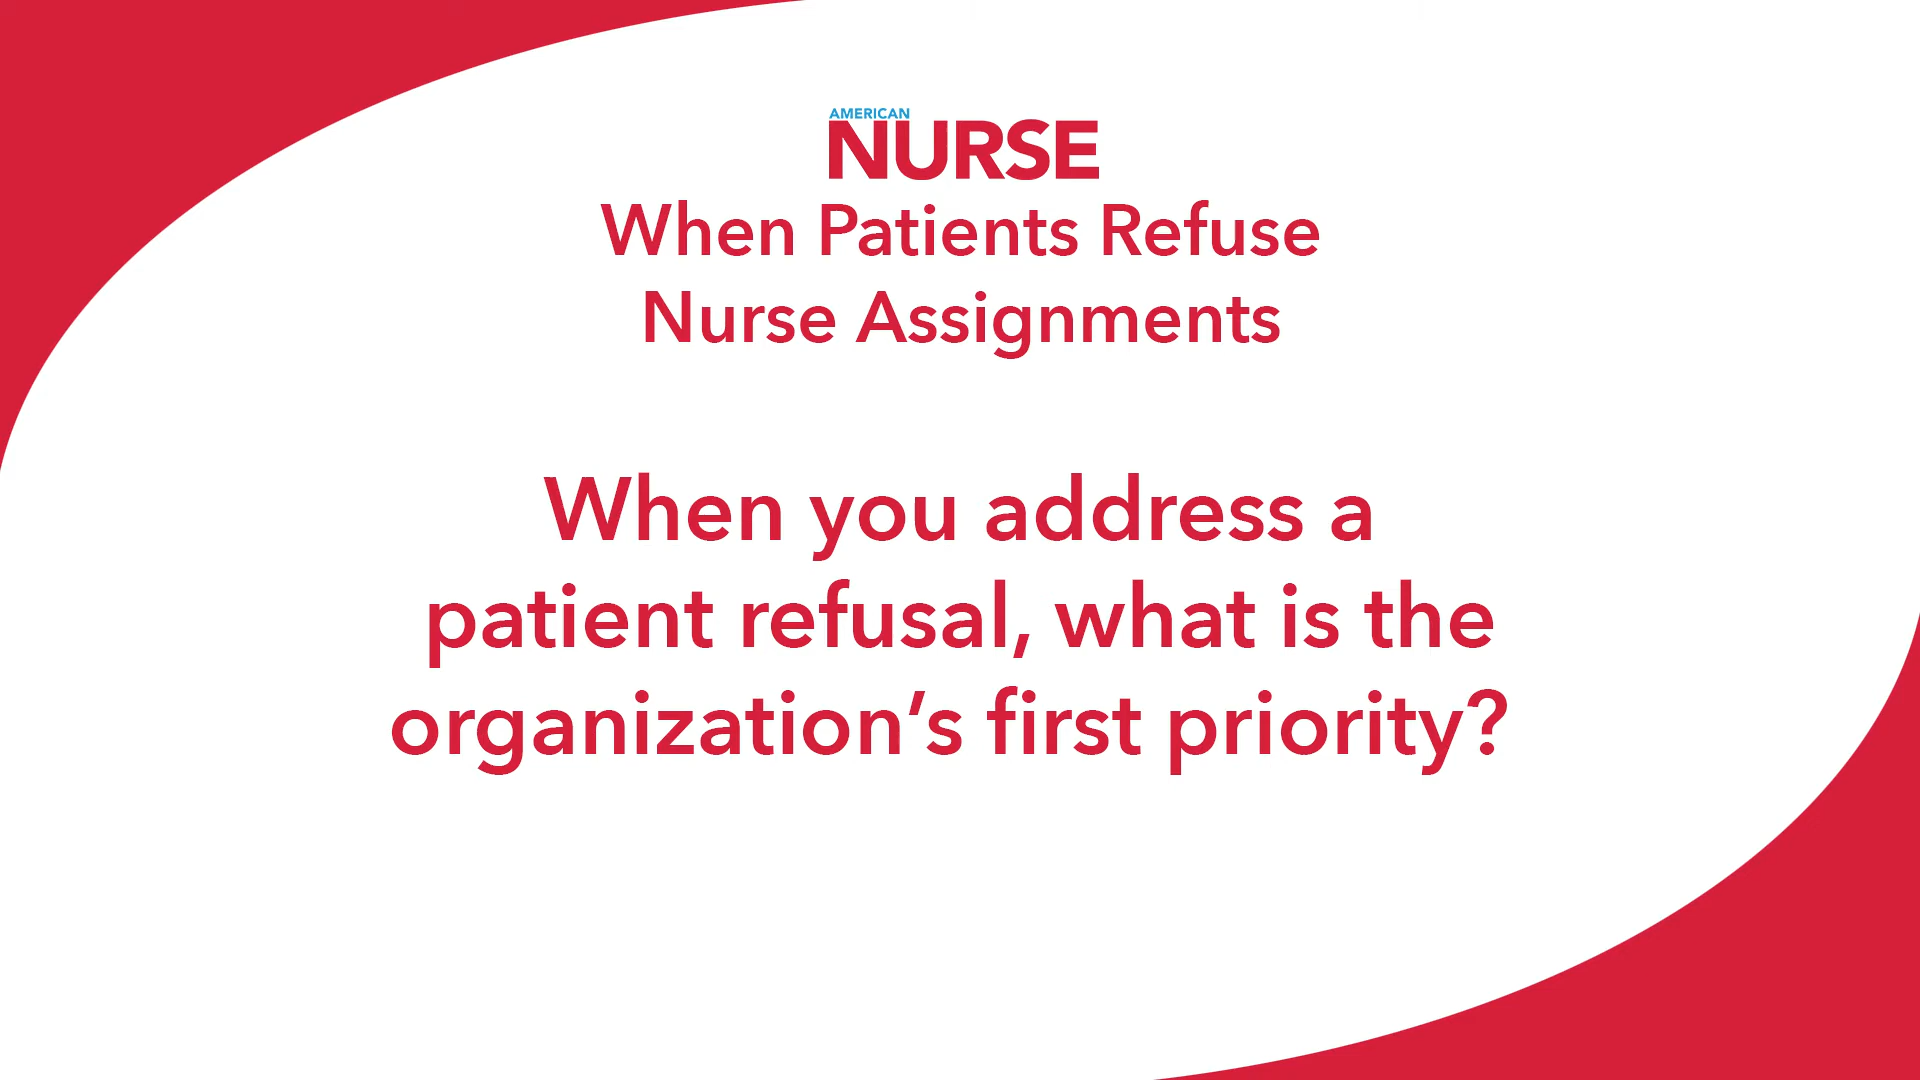 AMERICAN
NURSE
When Patients Refuse
Nurse Assignments
When you address a
patient refusal, what is the
organization’s first priority?